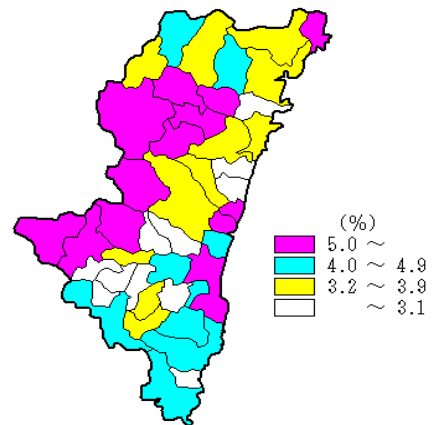 (%)
5.0 ～
4.0 ～ 4.9
3.2 ～ 3.9
～ 3.1